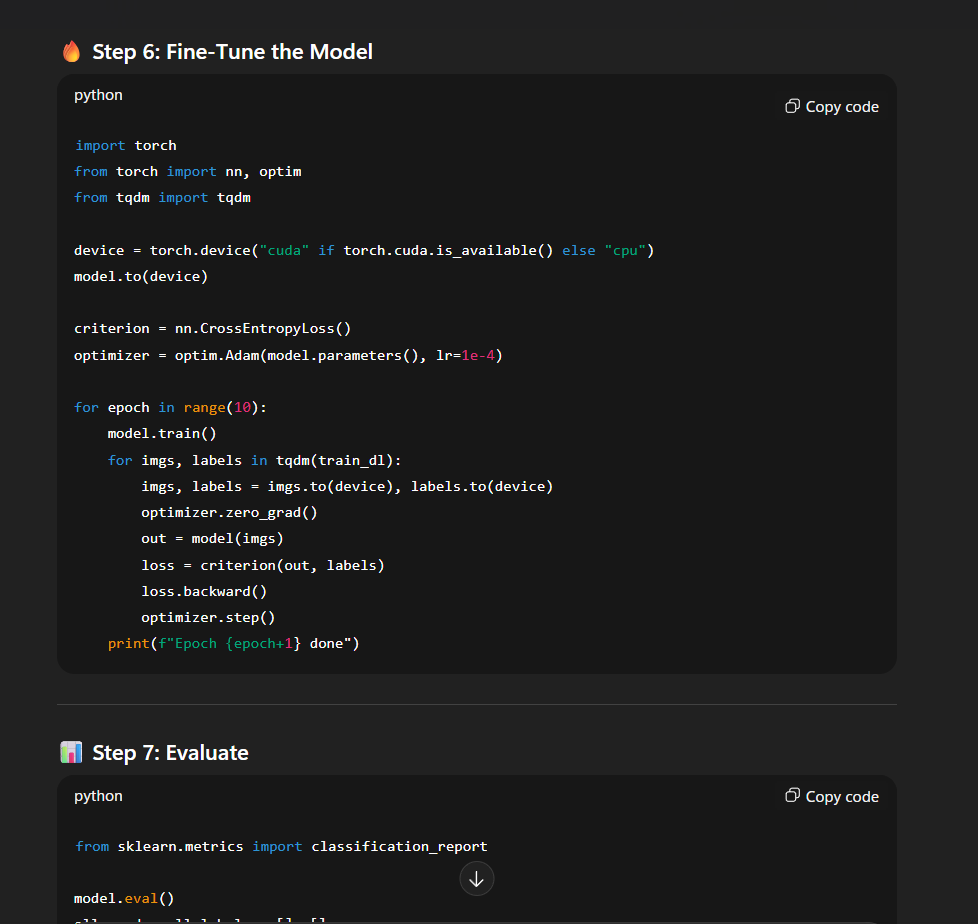 🔥 Step 6: Fine-Tune the Model
python
Copy code
import torch
from torch import nn, optim
from tqdm import tqdm
device = torch.device("cuda" if torch.cuda.is_available() else "cpu")
model.to(device)
criterion = nn.CrossEntropyLoss()
optimizer = optim.Adam(model.parameters(), lr=1e-4)
for epoch in range(10):
    model.train()
    for imgs, labels in tqdm(train_dl):
        imgs, labels = imgs.to(device), labels.to(device)
        optimizer.zero_grad()
        out = model(imgs)
        loss = criterion(out, labels)
        loss.backward()
        optimizer.step()
    print(f"Epoch {epoch+1} done")
📊 Step 7: Evaluate
python
Copy code
from sklearn.metrics import classification_report
model.eval()